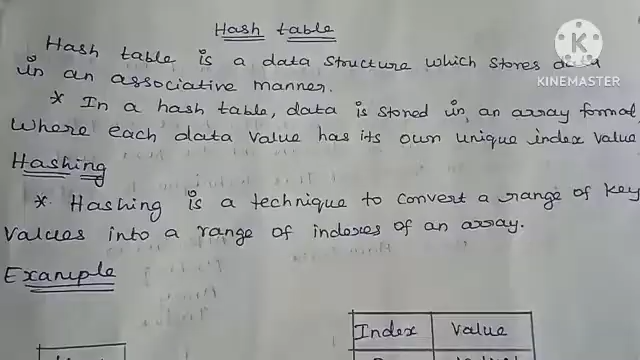 Hash table
Hash table is a data structure which stores data
in an associative manner.
* In a hash table, data is stored in, an array format,
where each data value has its own unique index value
Hashing
* Hashing is a technique to convert a range of key
values into a range of indexes of an array.
Example
Index Value
KINEMASTER